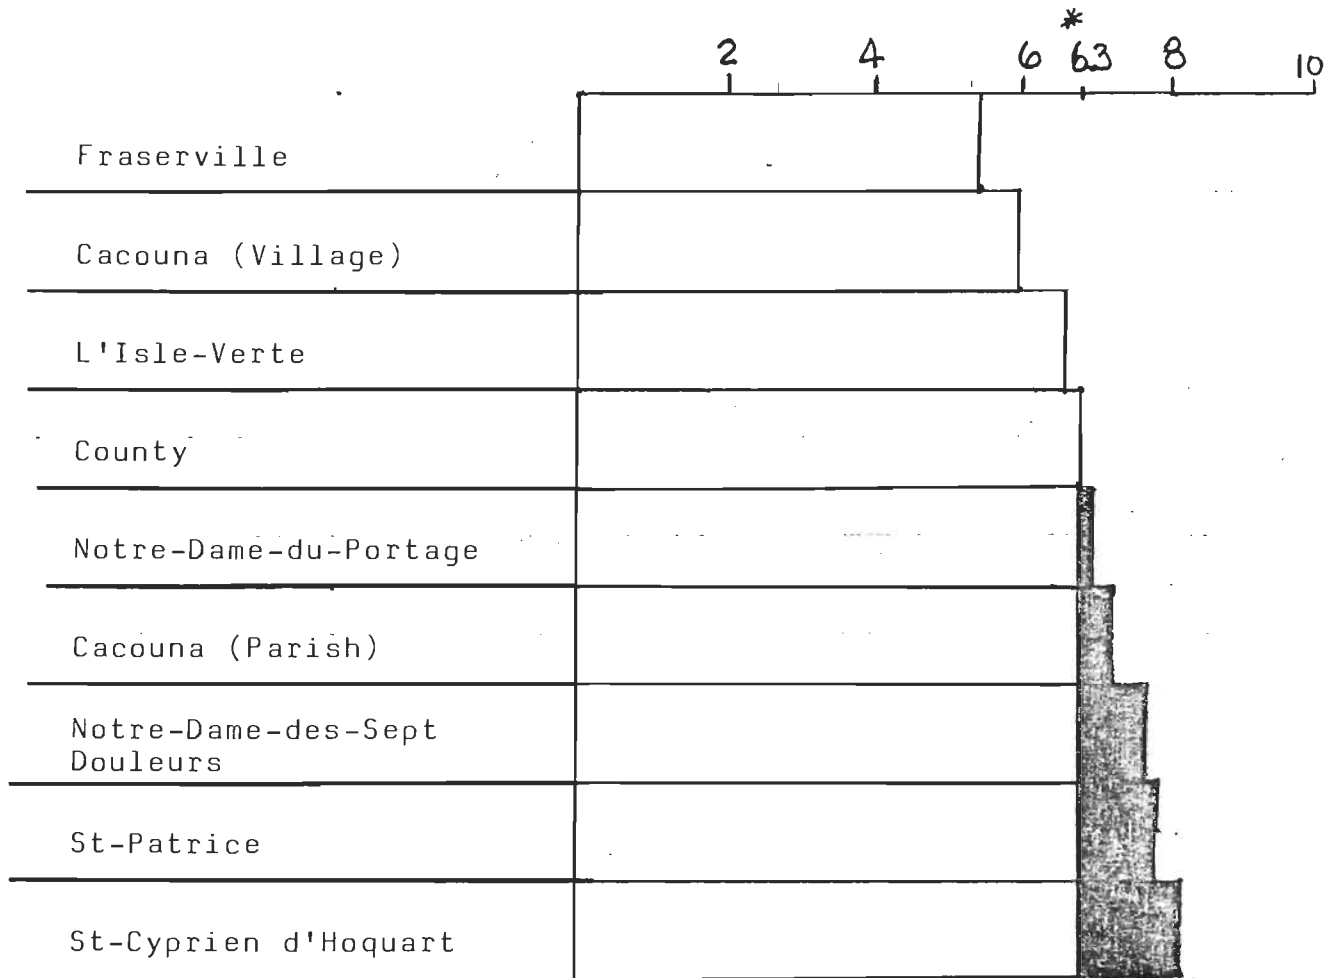 *
2 4 6 6.3 8 10
Fraserville
Cacouna (Village)
L'Isle-Verte
County
Notre-Dame-du-Portage
Cacouna (Parish)
Notre-Dame-des-Sept
Douleurs
St-Patrice
St-Cyprien d'Hoquart